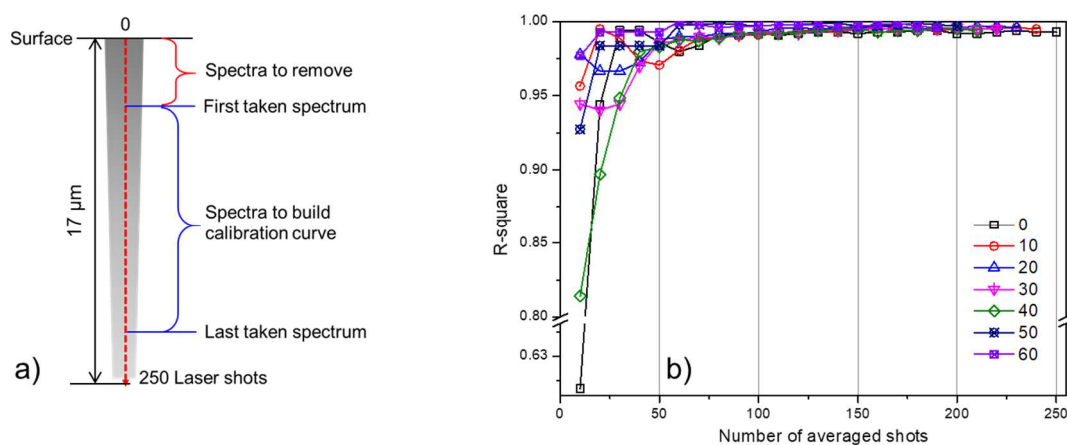 0
Surface
Spectra to remove
First taken spectrum
17 µm
Spectra to build
calibration curve
Last taken spectrum
250 Laser shots
a)
R-square
1.00
0.95
0.90
0.85
0.80
0.63
0
10
20
30
40
50
60
b)
0
50
100
150
200
250
Number of averaged shots